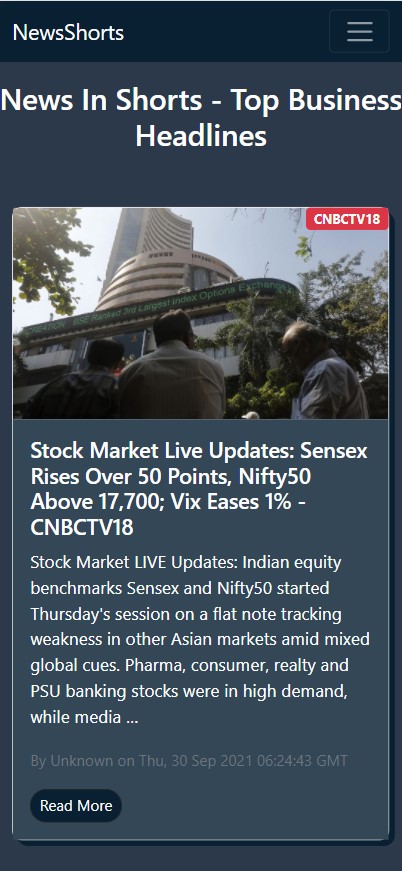 NewsShorts
News In Shorts - Top Business
Headlines
CNBCTV18
CREATION BSE Ranked 3rd Largest Index Options Exchange
Stock Market Live Updates: Sensex
Rises Over 50 Points, Nifty50
Above 17,700; Vix Eases 1% -
CNBCTV18
Stock Market LIVE Updates: Indian equity
benchmarks Sensex and Nifty50 started
Thursday's session on a flat note tracking
weakness in other Asian markets amid mixed
global cues. Pharma, consumer, realty and
PSU banking stocks were in high demand,
while media ...
By Unknown on Thu, 30 Sep 2021 06:24:43 GMT
Read More